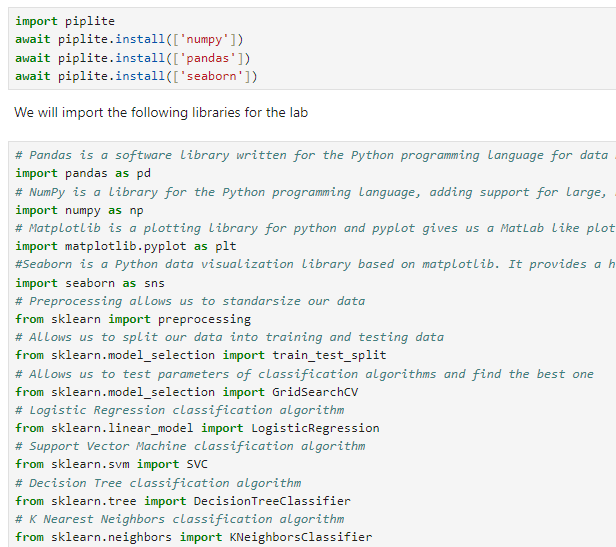 import piplite
await piplite.install(['numpy'])
await piplite.install(['pandas'])
await piplite.install(['seaborn'])
We will import the following libraries for the lab
# Pandas is a software library written for the Python programming language for data
import pandas as pd
# NumPy is a library for the Python programming language, adding support for large,
import numpy as np
# Matplotlib is a plotting library for python and pyplot gives us a MatLab like plot
import matplotlib.pyplot as plt
#Seaborn is a Python data visualization library based on matplotlib. It provides a h
import seaborn as sns
# Preprocessing allows us to standarsize our data
from sklearn import preprocessing
# Allows us to split our data into training and testing data
from sklearn.model_selection import train_test_split
# Allows us to test parameters of classification algorithms and find the best one
from sklearn.model_selection import GridSearchCV
# Logistic Regression classification algorithm
from sklearn.linear_model import LogisticRegression
# Support Vector Machine classification algorithm
from sklearn.svm import SVC
# Decision Tree classification algorithm
from sklearn.tree import DecisionTreeClassifier
# K Nearest Neighbors classification algorithm
from sklearn.neighbors import KNeighborsClassifier